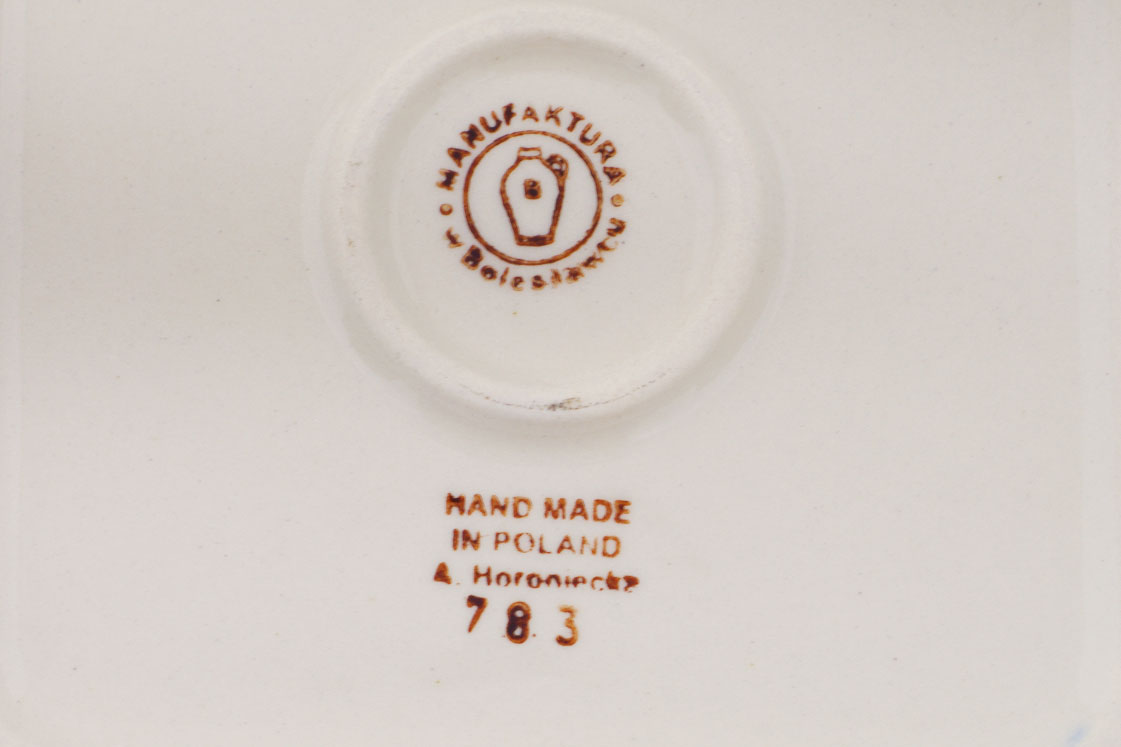 MANUFAKTURA
B
w Bolesławcu
HAND MADE
IN POLAND
A. Horoniecka
783